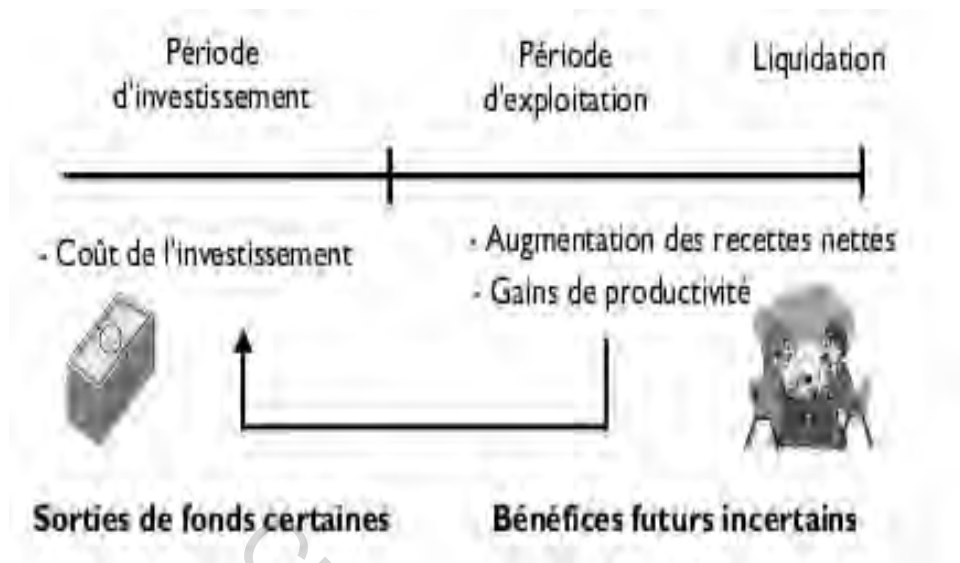 Période
d'investissement
Période
d'exploitation
Liquidation
- Coût de l'investissement
- Augmentation des recettes nettes
- Gains de productivité
Sorties de fonds certaines
Bénéfices futurs incertains